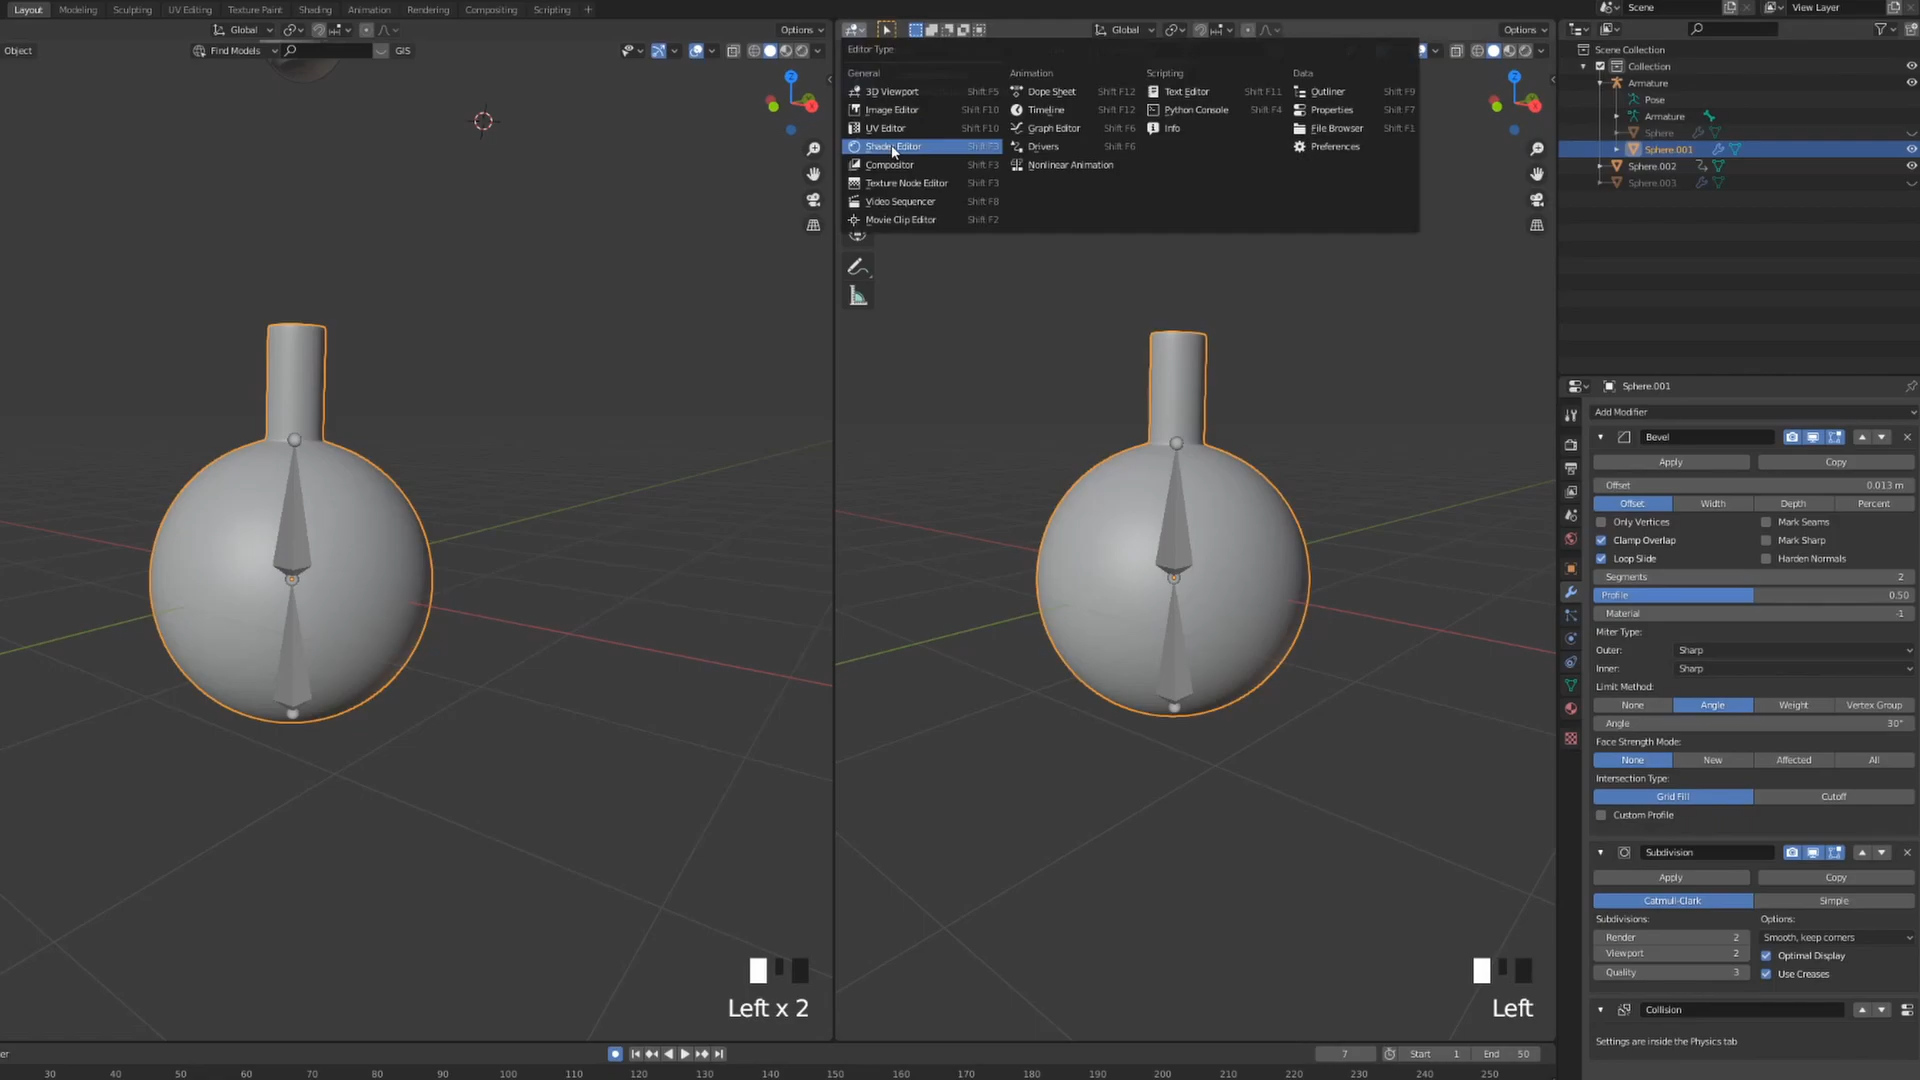 Layout Modeling Sculpting UV Editing Texture Paint Shading Animation Rendering Compositing Scripting + Scene View Layer
Global Options Global Options
Object Find Models GIS
Editor Type
General Animation Scripting Data
3D Viewport Shift F5 Dope Sheet Shift F12 Text Editor Shift F11 Outliner Shift F9
Image Editor Shift F10 Timeline Shift F12 Python Console Shift F4 Properties Shift F7
UV Editor Shift F10 Graph Editor Shift F6 Info File Browser Shift F1
Shader Editor Shift F3 Drivers Shift F6 Preferences
Compositor Shift F3 Nonlinear Animation
Texture Node Editor Shift F3
Video Sequencer Shift F8
Movie Clip Editor Shift F2
Z
Z
Left x 2
Left
Scene Collection
Collection
Armature
Pose
Armature
Sphere
Sphere.001
Sphere.002
Sphere.003
Sphere.001
Add Modifier
Bevel
Apply Copy
Offset 0.013 m
Offset Width Depth Percent
Only Vertices Mark Seams
Clamp Overlap Mark Sharp
Loop Slide Harden Normals
Segments 2
Profile 0.50
Material -1
Miter Type:
Outer: Sharp
Inner: Sharp
Limit Method:
None Angle Weight Vertex Group
Angle 30°
Face Strength Mode:
None New Affected All
Intersection Type:
Grid Fill Cutoff
Custom Profile
Subdivision
Apply Copy
Catmull-Clark Simple
Subdivisions: Options:
Render 2 Smooth, keep corners
Viewport 2 Optimal Display
Quality 3 Use Creases
Collision
Settings are inside the Physics tab
er 7 Start 1 End 50
30 40 50 60 70 80 90 100 110 120 130 140 150 160 170 180 190 200 210 220 230 240 250